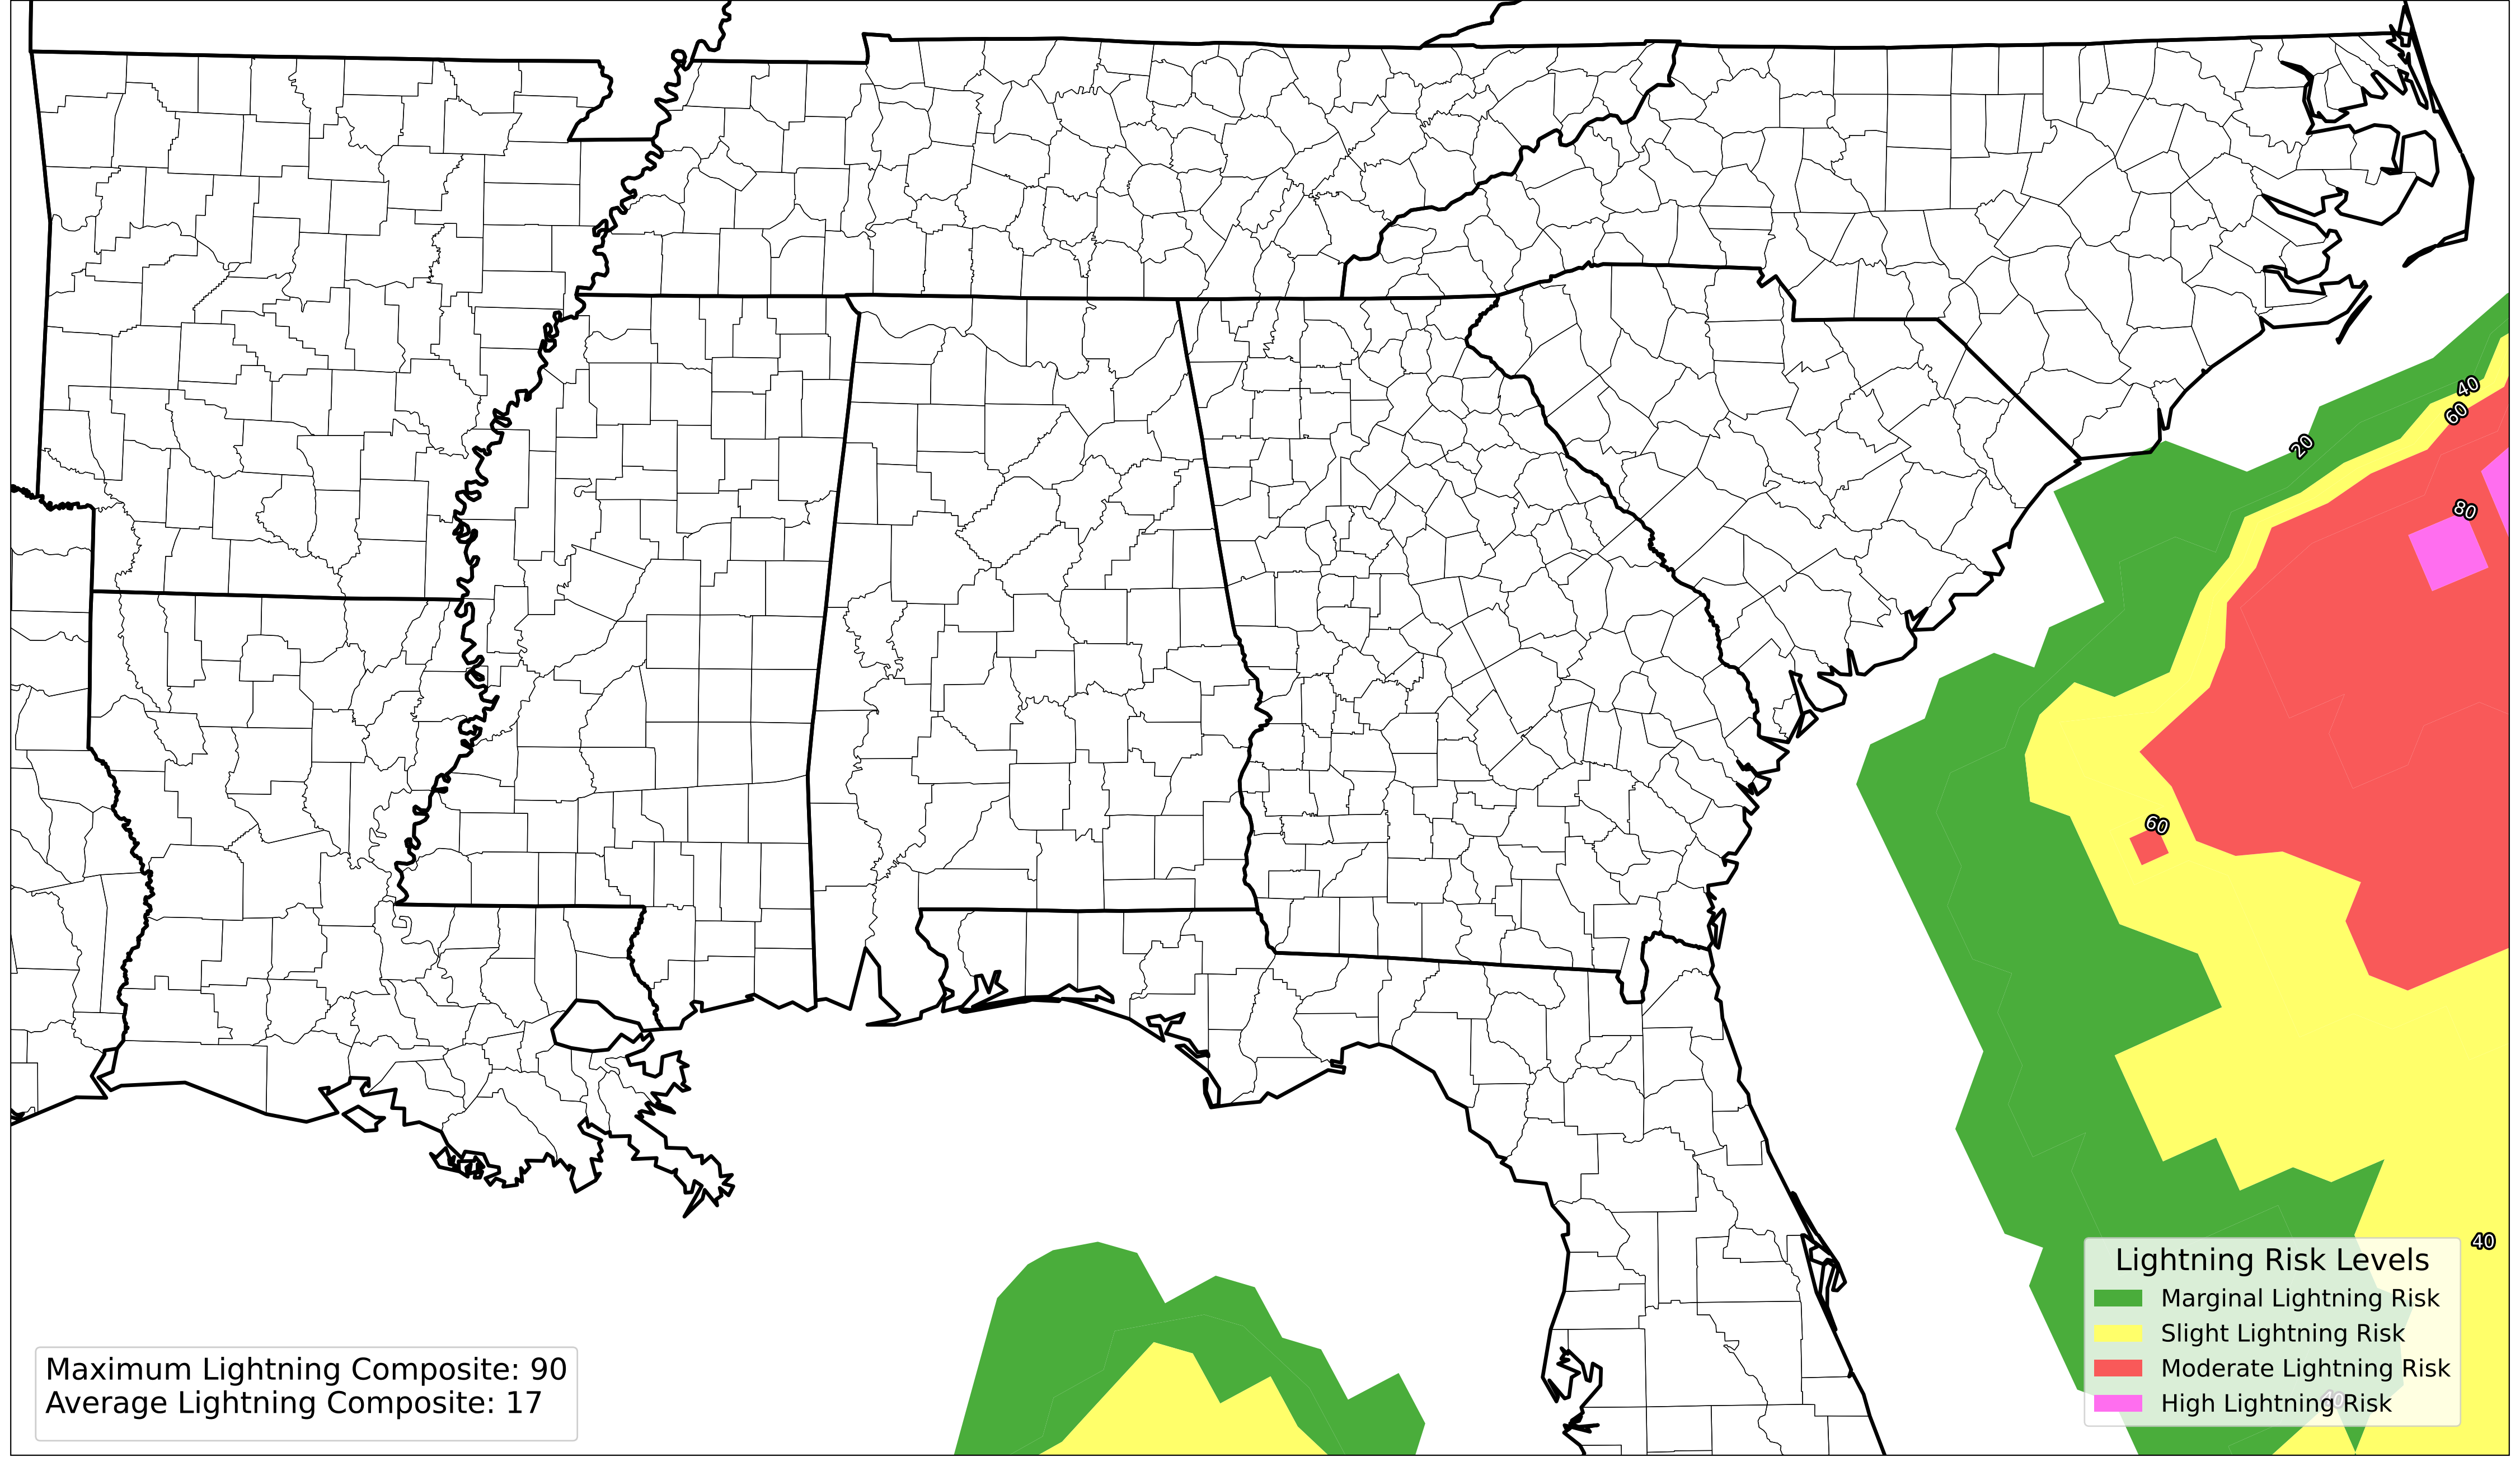 40
60
20
80
60
40
Lightning Risk Levels
Marginal Lightning Risk
Slight Lightning Risk
Moderate Lightning Risk
High Lightning Risk
40
Maximum Lightning Composite: 90
Average Lightning Composite: 17